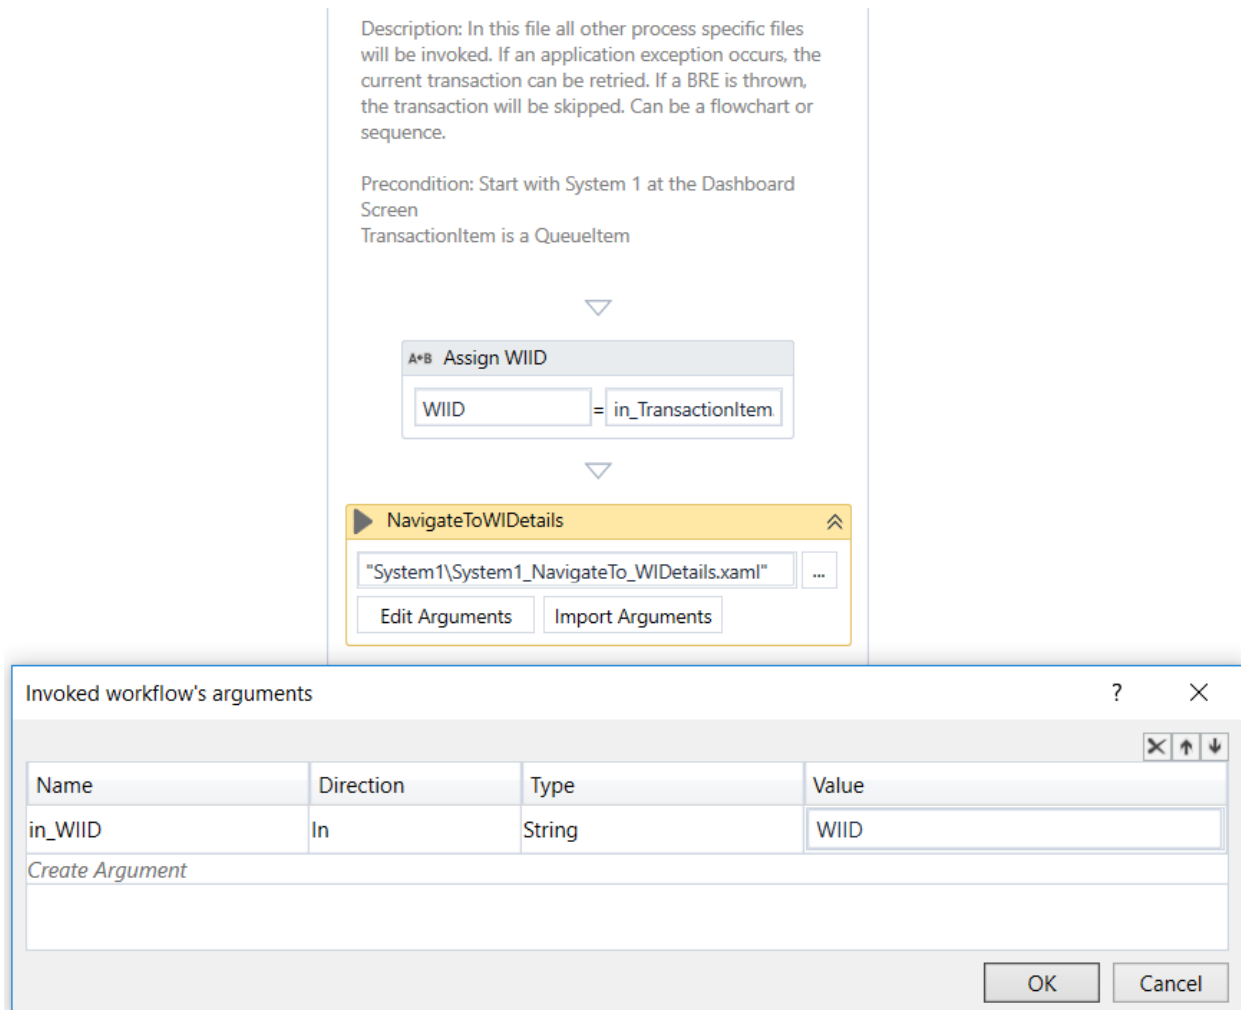 Description: In this file all other process specific files
will be invoked. If an application exception occurs, the
current transaction can be retried. If a BRE is thrown,
the transaction will be skipped. Can be a flowchart or
sequence.
Precondition: Start with System 1 at the Dashboard
Screen
TransactionItem is a QueueItem
A+B Assign WIID
WIID = in_TransactionItem.
NavigateToWIDetails
"System1\System1_NavigateTo_WIDetails.xaml" ...
Edit Arguments Import Arguments
Invoked workflow's arguments ?
Name Direction Type Value
in_WIID In String WIID
Create Argument
OK Cancel